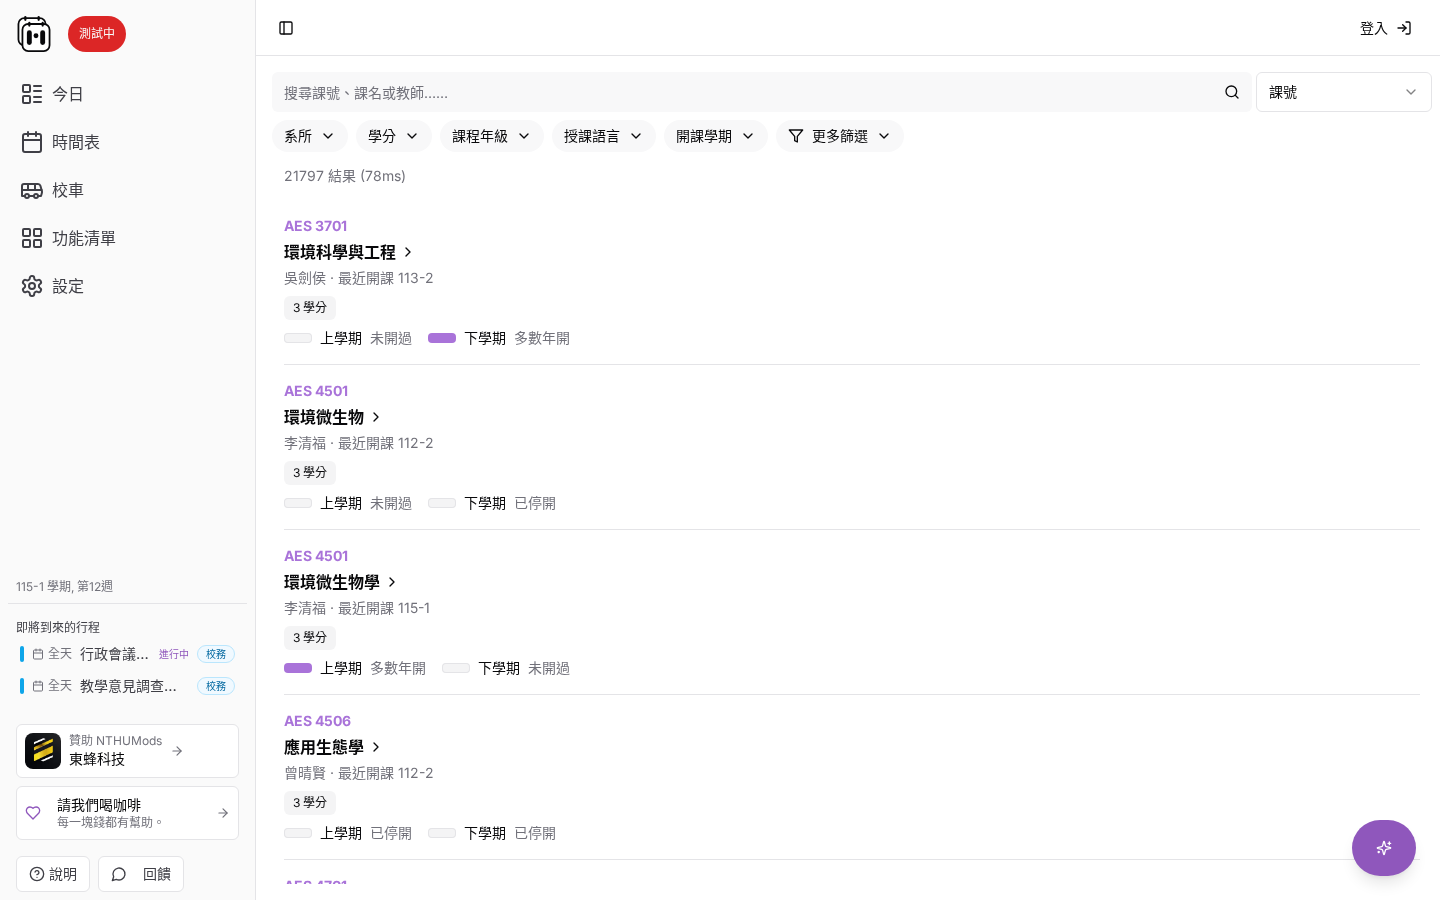 測試中
今日
時間表
校車
功能清單
設定
115-1 學期, 第12週
即將到來的行程
全天 行政會議... 進行中 校務
全天 教學意見調查... 校務
贊助 NTHUMods
東蜂科技
請我們喝咖啡
每一塊錢都有幫助。
說明 回饋
登入
搜尋課號、課名或教師...... 課號
系所 學分 課程年級 授課語言 開課學期 更多篩選
21797 結果 (78ms)
AES 3701
環境科學與工程
吳劍侯 · 最近開課 113-2
3 學分
上學期 未開過 下學期 多數年開
AES 4501
環境微生物
李清福 · 最近開課 112-2
3 學分
上學期 未開過 下學期 已停開
AES 4501
環境微生物學
李清福 · 最近開課 115-1
3 學分
上學期 多數年開 下學期 未開過
AES 4506
應用生態學
曾晴賢 · 最近開課 112-2
3 學分
上學期 已停開 下學期 已停開